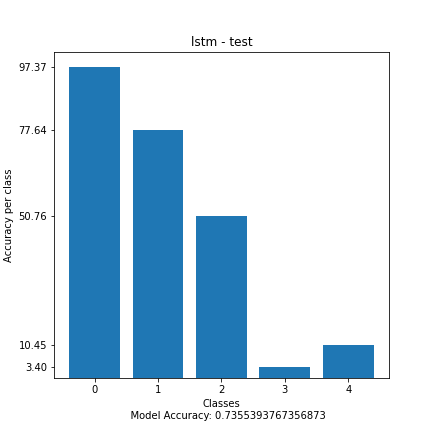 lstm - test
Accuracy per class
97.37
77.64
50.76
10.45
3.40
0 1 2 3 4
Classes
Model Accuracy: 0.7355393767356873